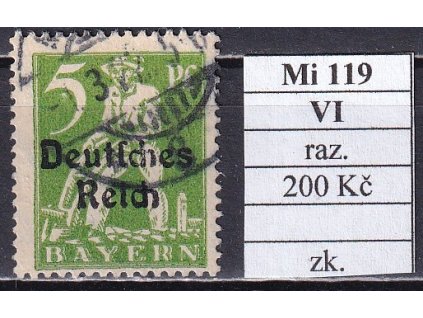 5 PF
Deutsches
Reich
BAYERN
Mi 119
VI
raz.
200 Kč
zk.